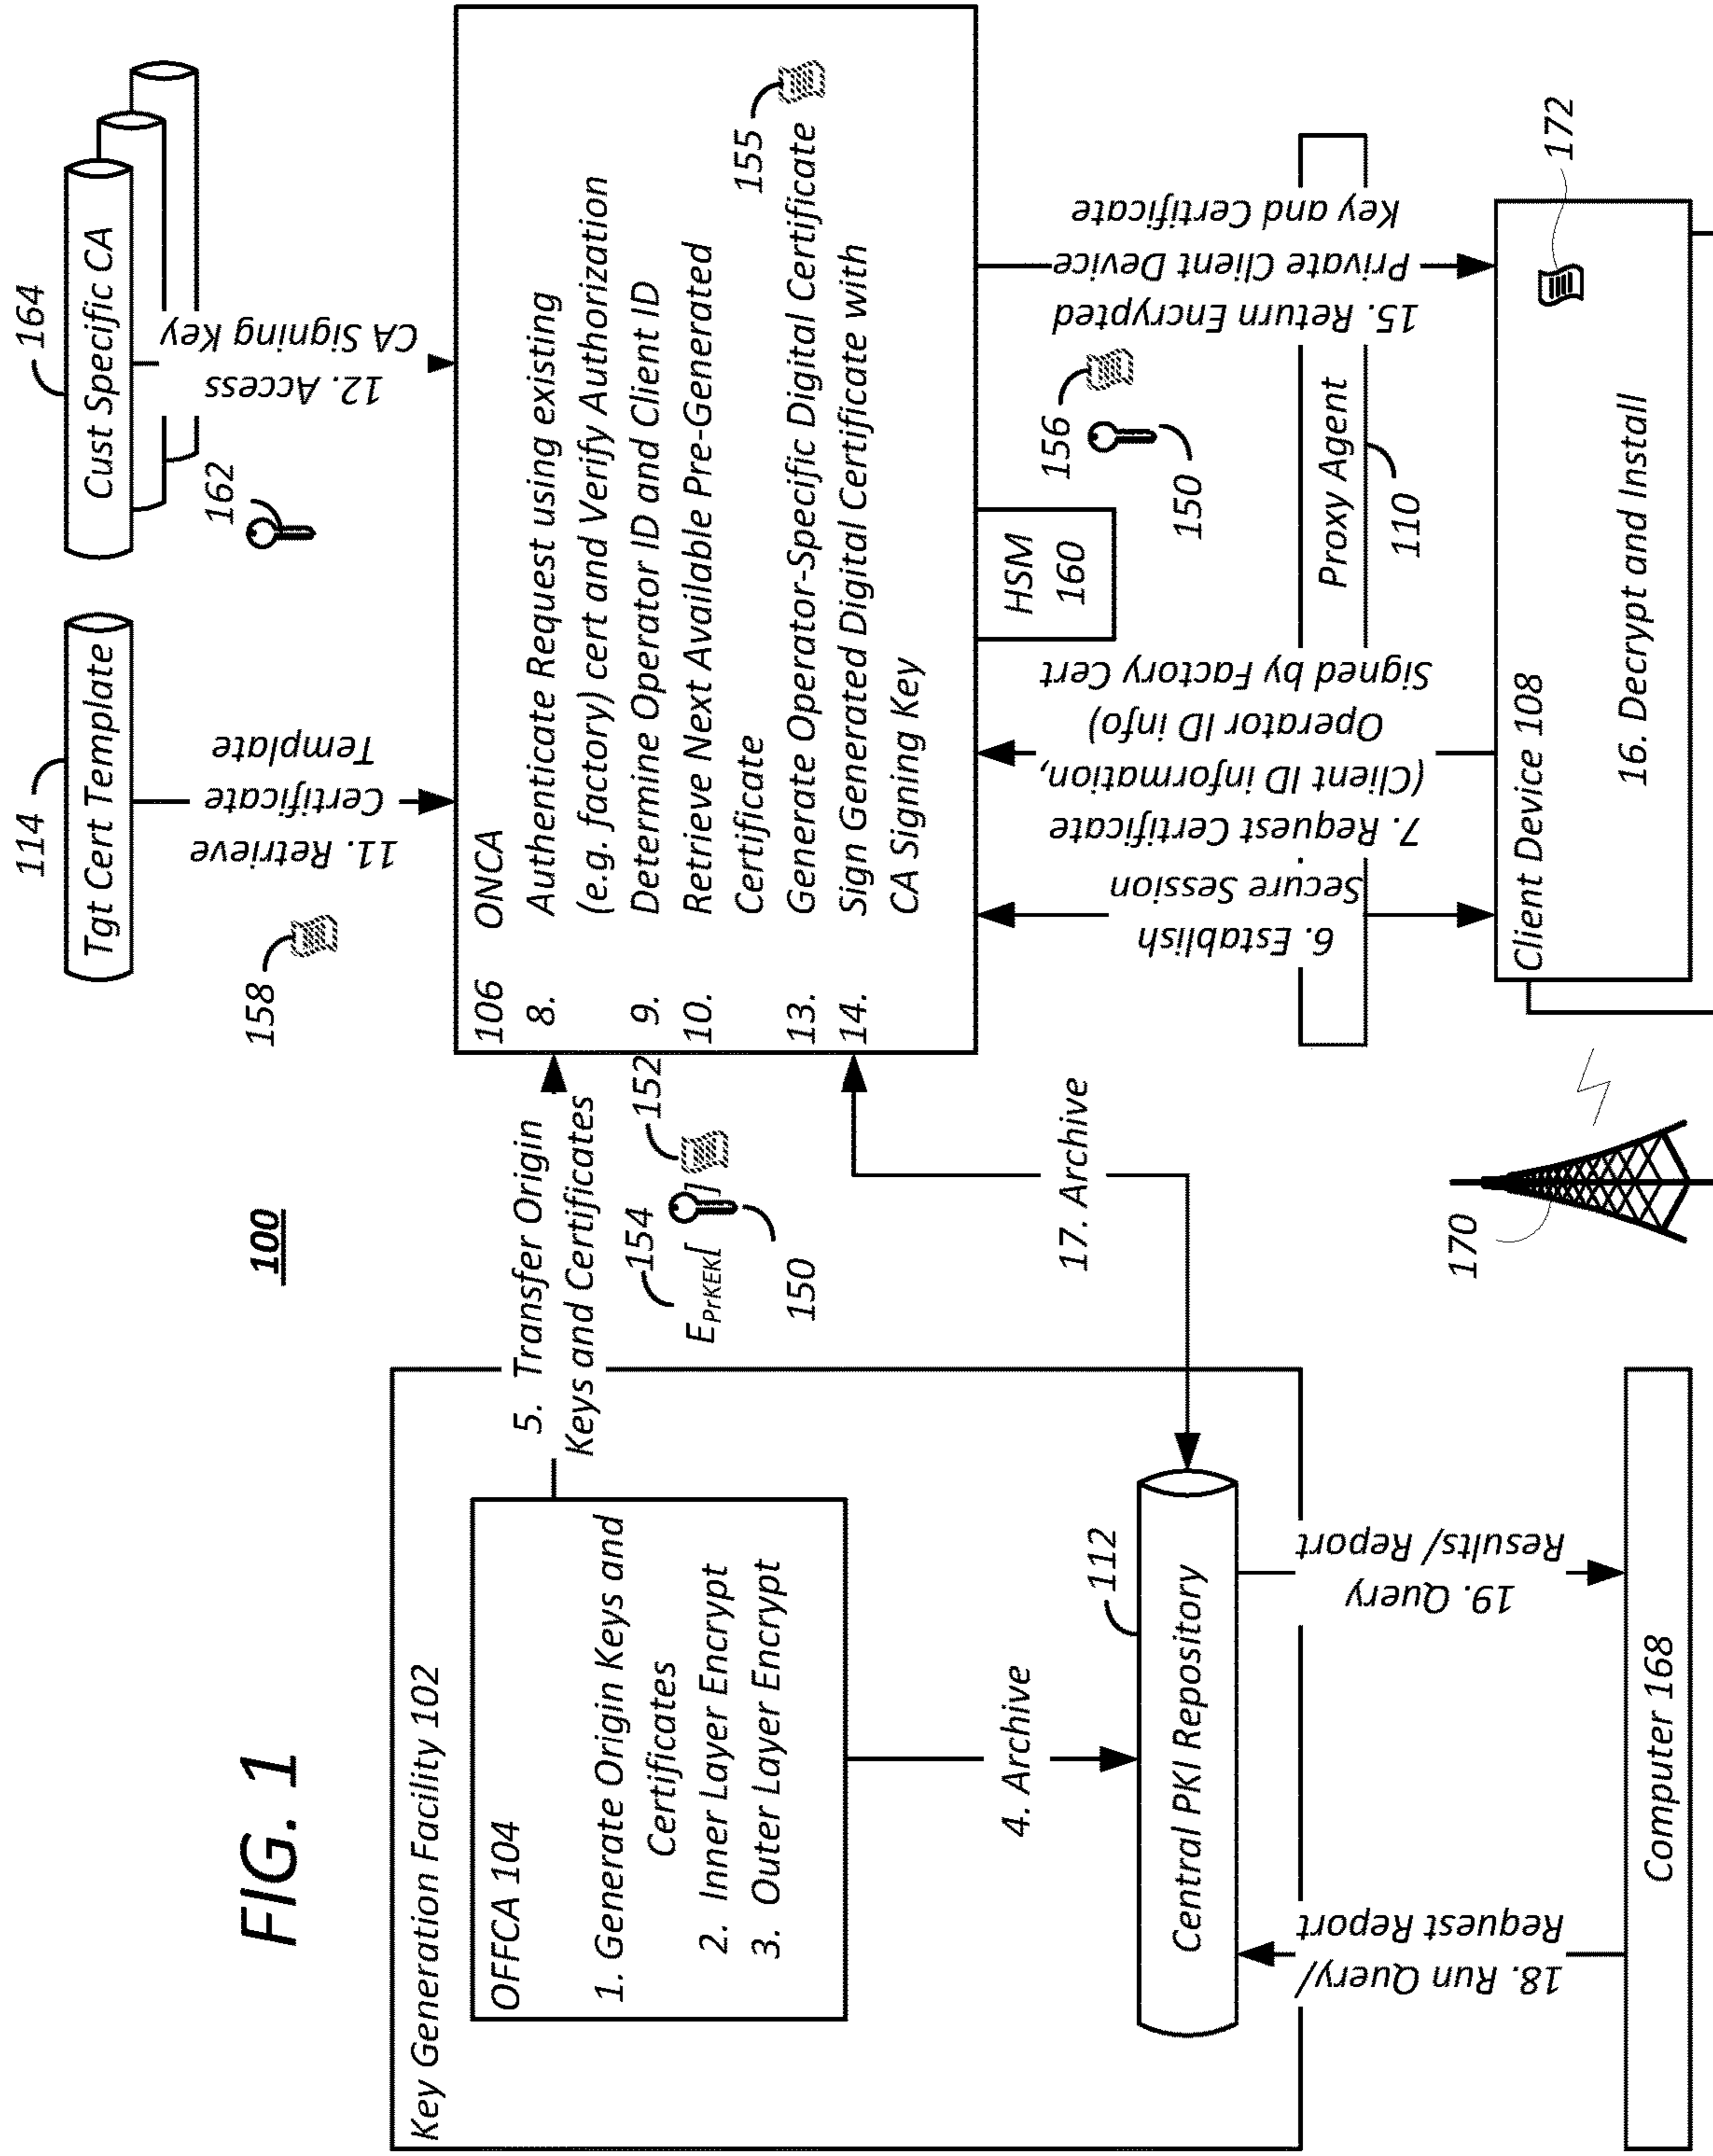 FIG. 1
100
Key Generation Facility 102
OFFCA 104
1. Generate Origin Keys and
Certificates
2. Inner Layer Encrypt
3. Outer Layer Encrypt
4. Archive
Central PKI Repository
112
18. Run Query/
Request Report
19. Query
Results/ Report
Computer 168
5. Transfer Origin
Keys and Certificates
154
152
EPrKEK[ ]
150
17. Archive
170
114
Tgt Cert Template
158
11. Retrieve
Certificate
Template
164
Cust Specific CA
162
12. Access
CA Signing Key
106 ONCA
8. Authenticate Request using existing
(e.g. factory) cert and Verify Authorization
9. Determine Operator ID and Client ID
10. Retrieve Next Available Pre-Generated
Certificate
155
13. Generate Operator-Specific Digital Certificate
14. Sign Generated Digital Certificate with
CA Signing Key
HSM
160
6. Establish
Secure Session
7. Request Certificate
(Client ID information,
Operator ID info)
Signed by Factory Cert
156
150
15. Return Encrypted
Private Client Device
Key and Certificate
Proxy Agent
110
Client Device 108
172
16. Decrypt and Install